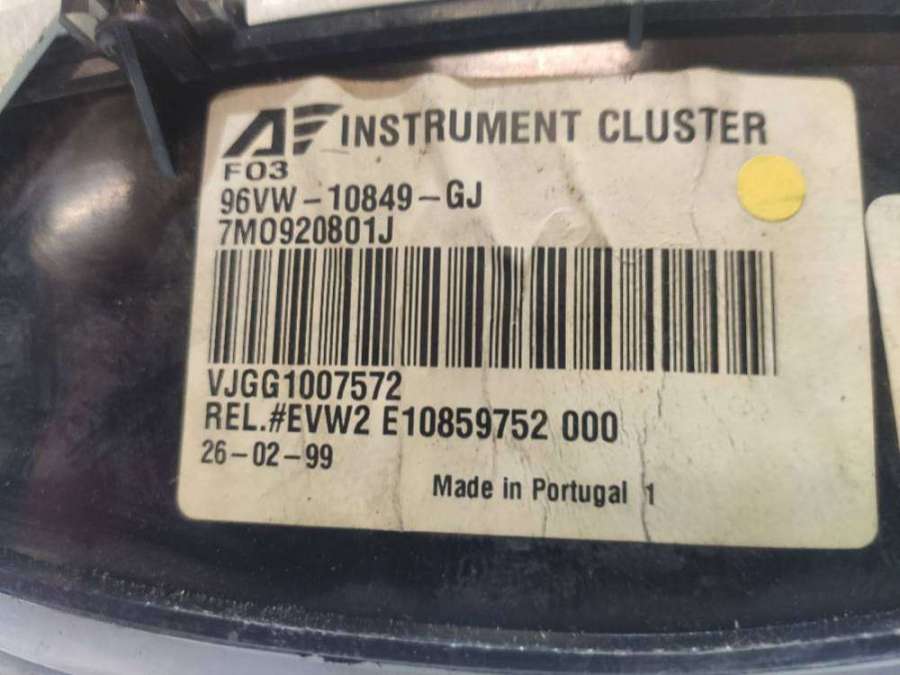 AF INSTRUMENT CLUSTER
F03
96VW-10849-GJ
7M0920801J
VJGG1007572
REL.#EVW2 E10859752 000
26-02-99
Made in Portugal 1